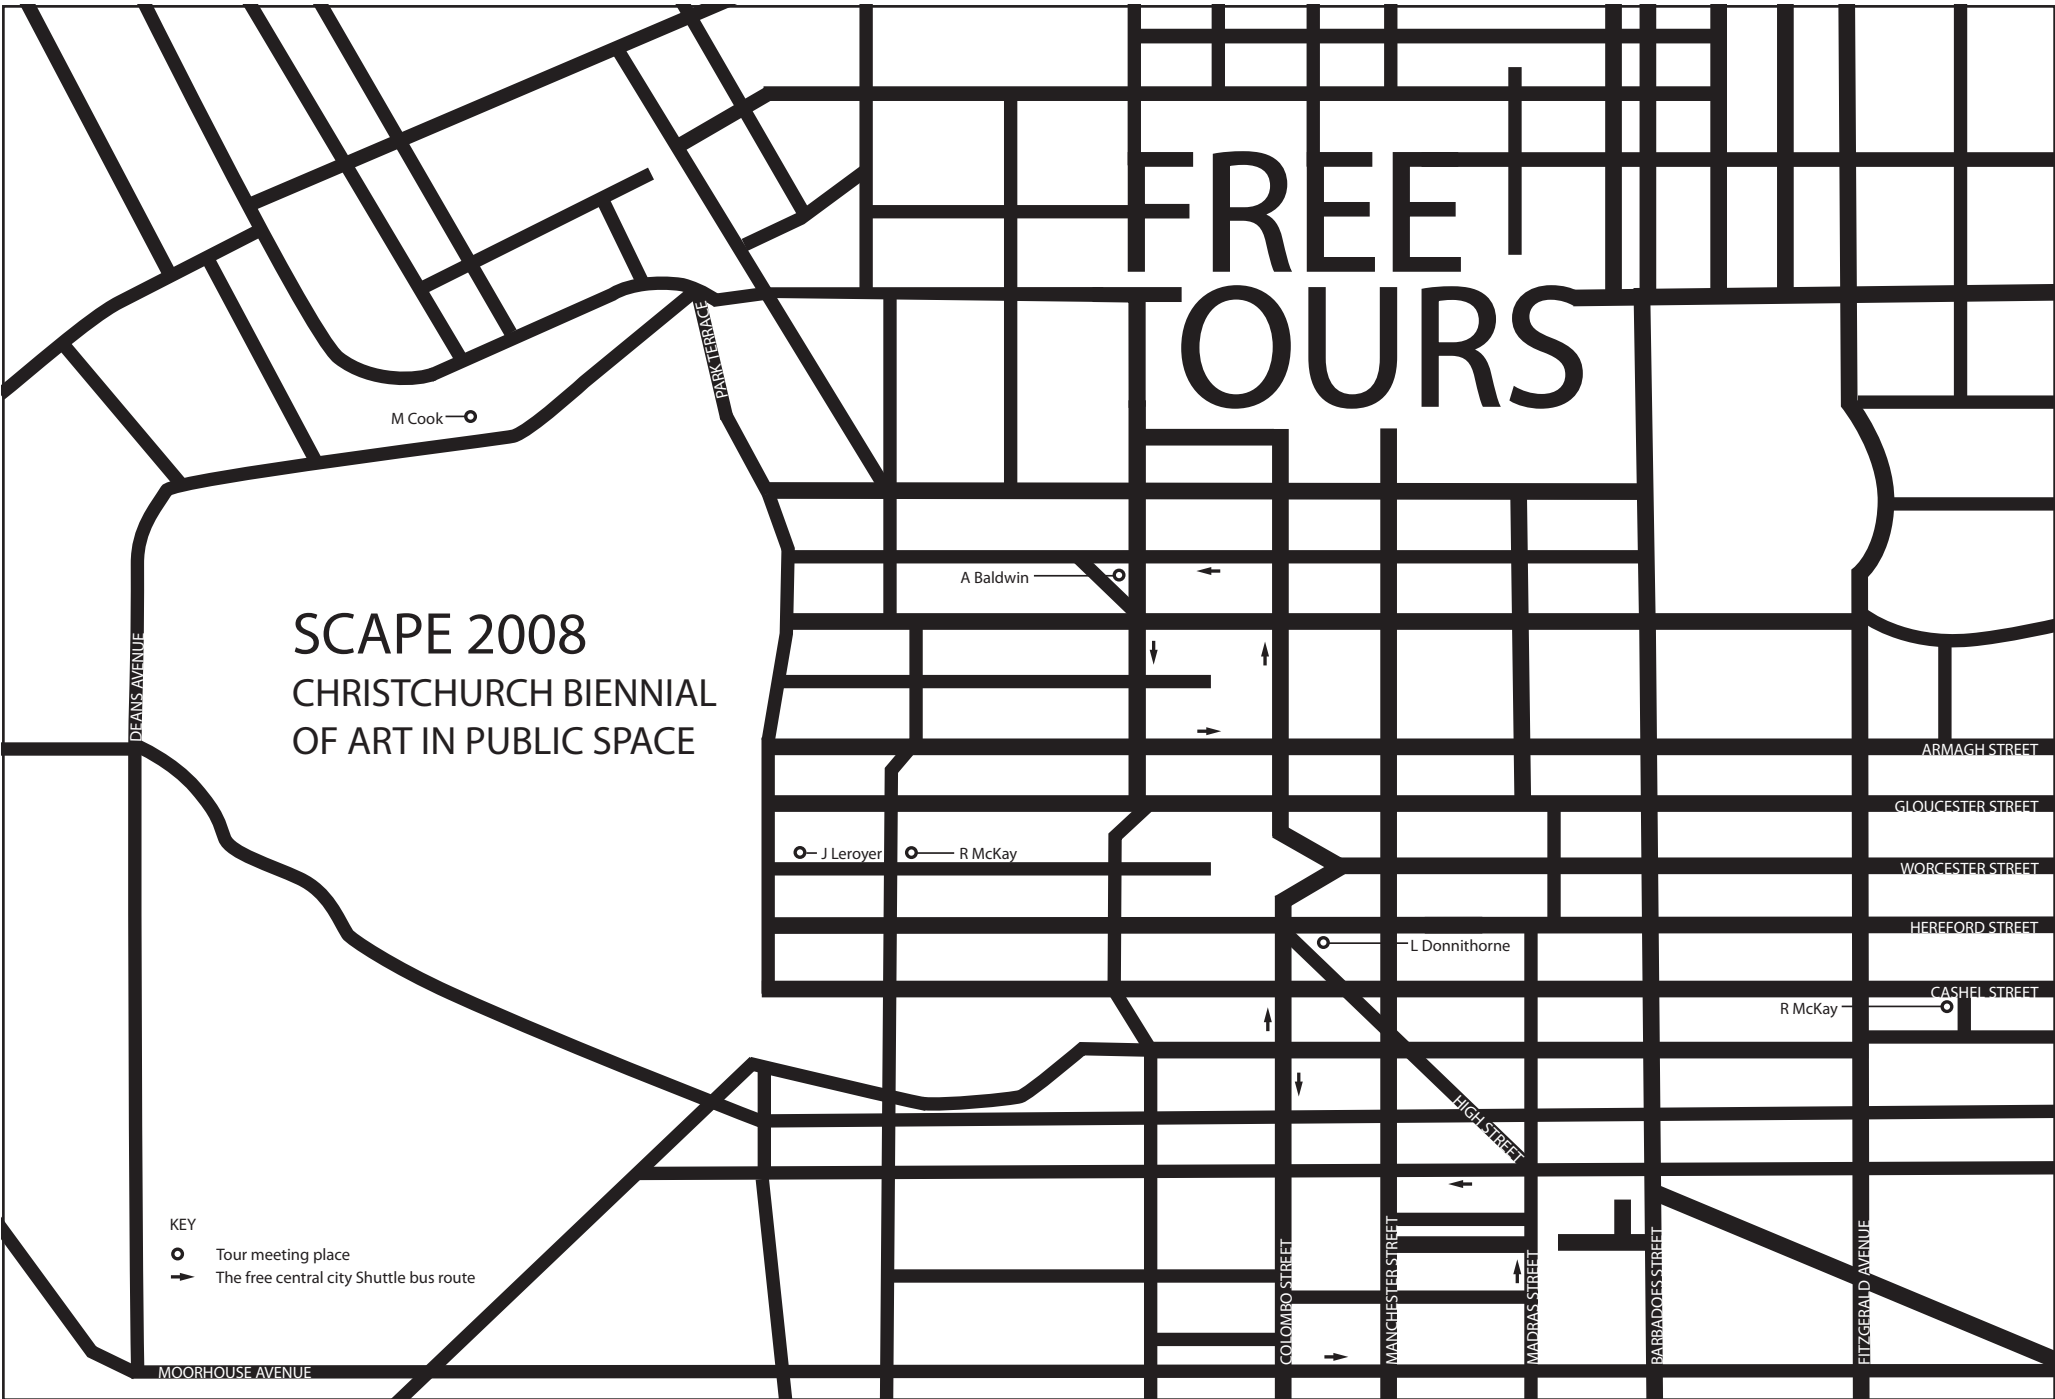 FREE
TOURS
PARK TERRACE
M Cook
A Baldwin
SCAPE 2008
CHRISTCHURCH BIENNIAL
OF ART IN PUBLIC SPACE
DEANS AVENUE
ARMAGH STREET
GLOUCESTER STREET
J Leroyer
R McKay
WORCESTER STREET
HEREFORD STREET
L Donnithorne
CASHEL STREET
R McKay
HIGH STREET
KEY
Tour meeting place
The free central city Shuttle bus route
COLOMBO STREET
MANCHESTER STREET
MADRAS STREET
BARBADOES STREET
FITZGERALD AVENUE
MOORHOUSE AVENUE